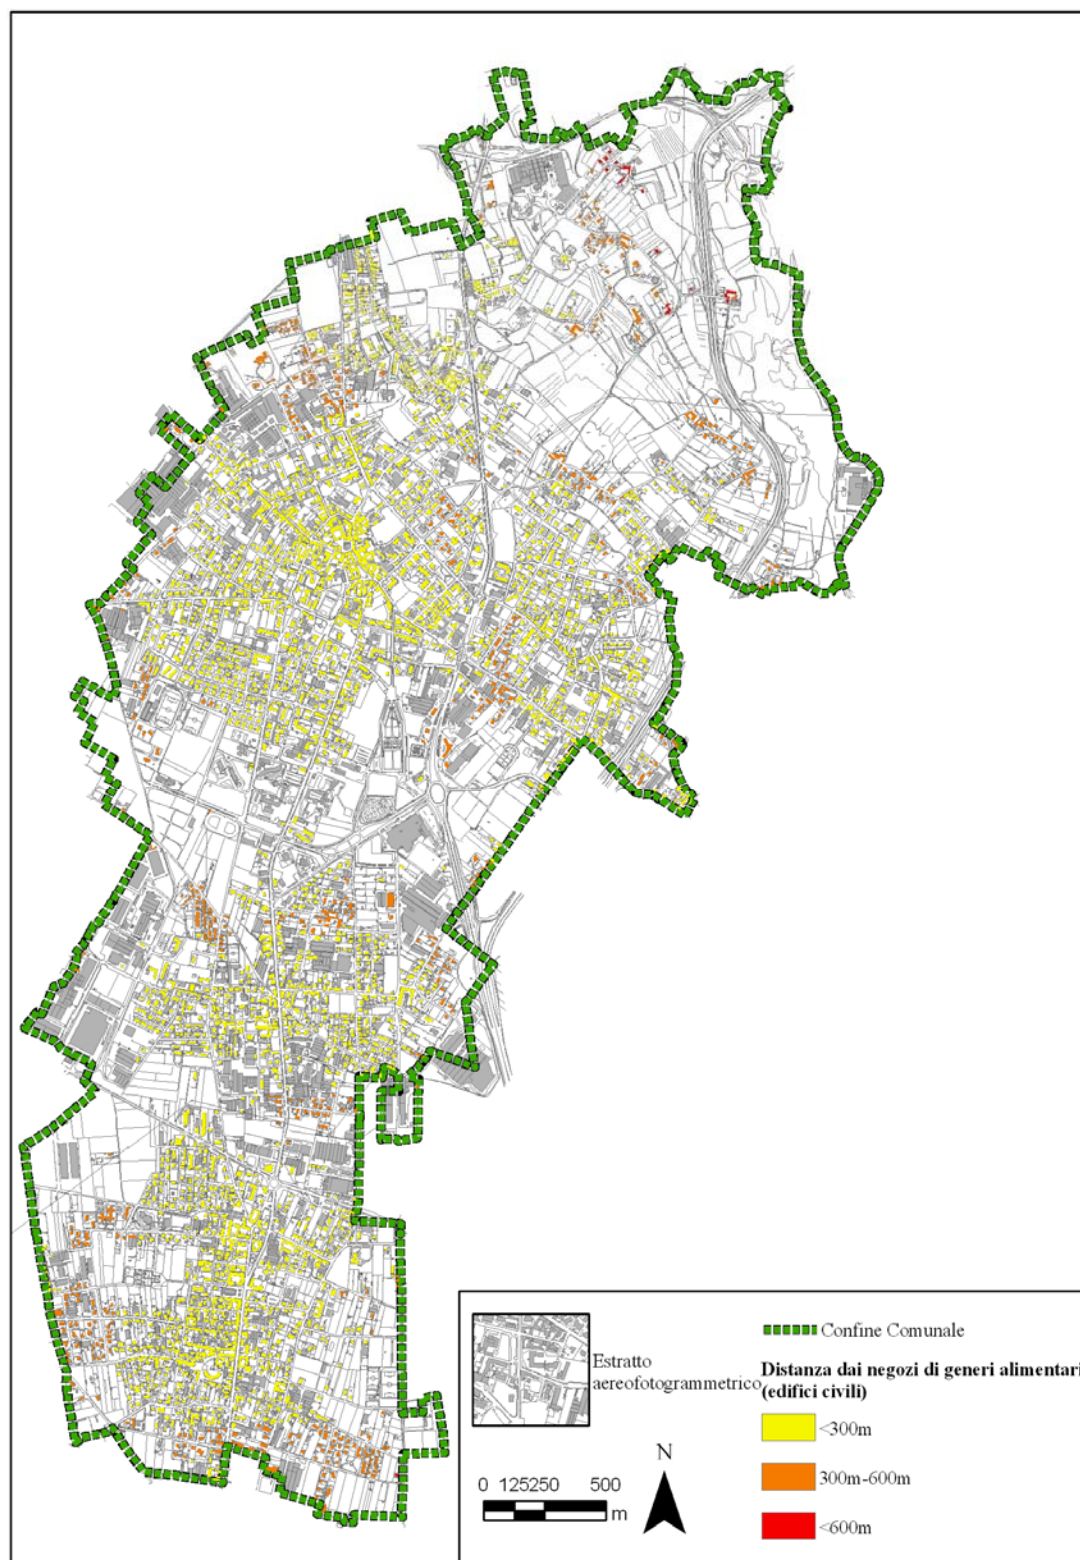 Estratto
aereofotogrammetrico
Confine Comunale
Distanza dai negozi di generi alimentari
(edifici civili)
<300m
300m-600m
<600m
0 125250 500
m
N